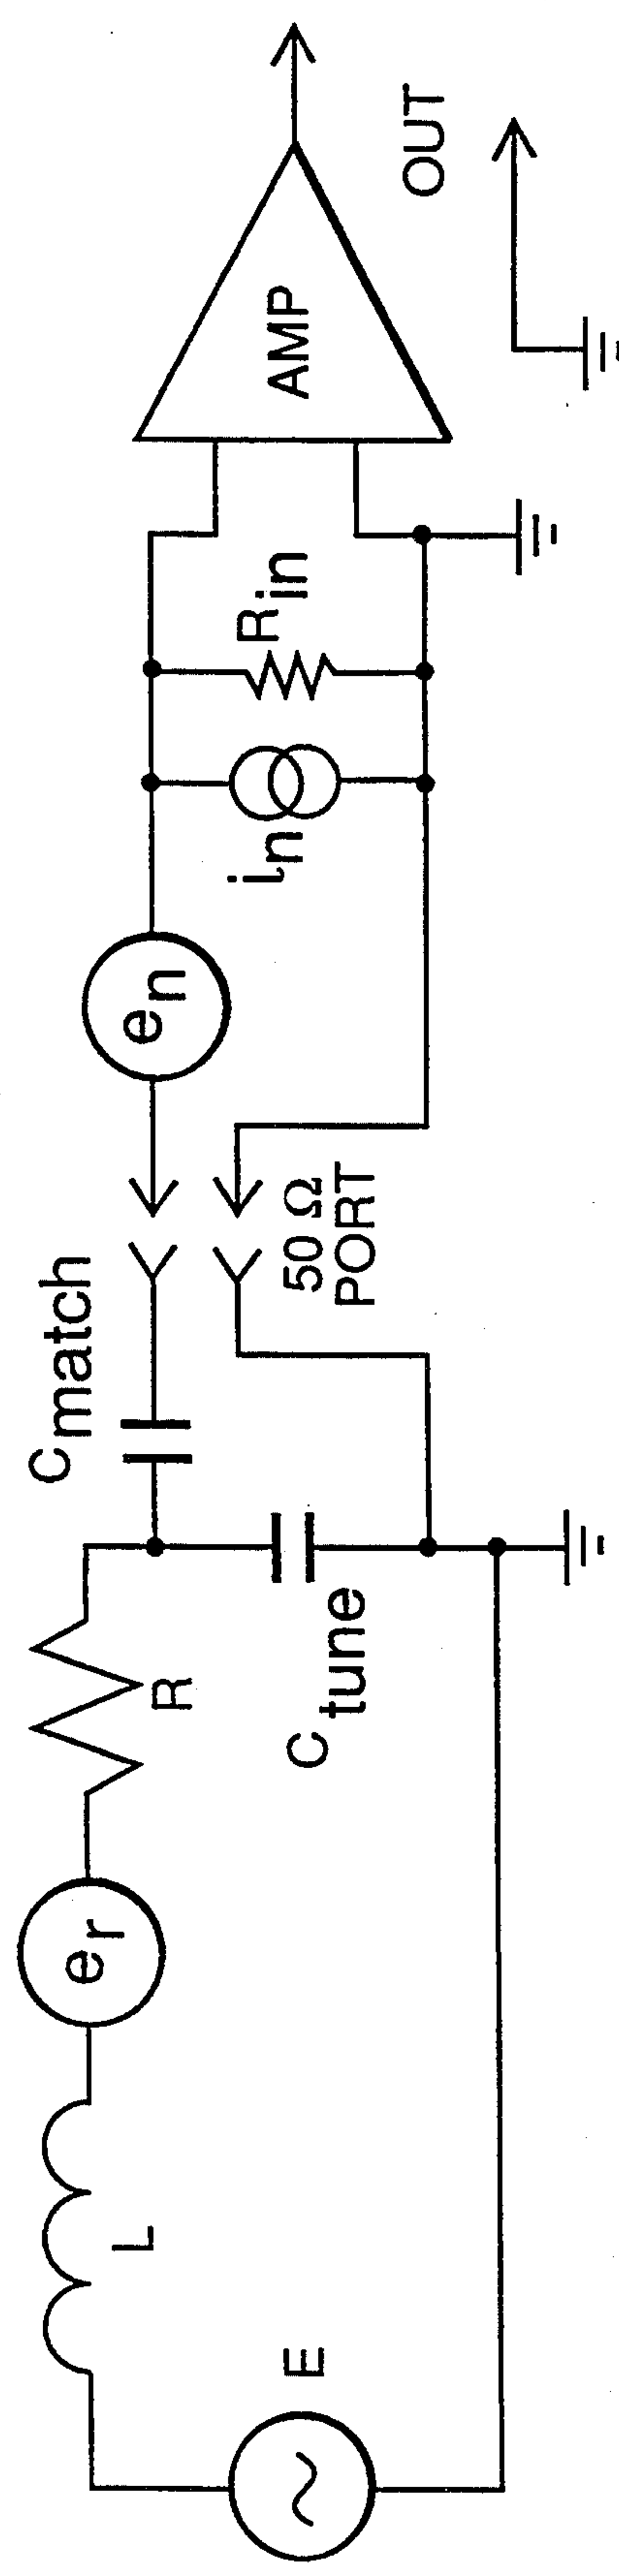 E
L
e_r
R
C_tune
C_match
50 Ω
PORT
e_n
i_n
R_in
AMP
OUT